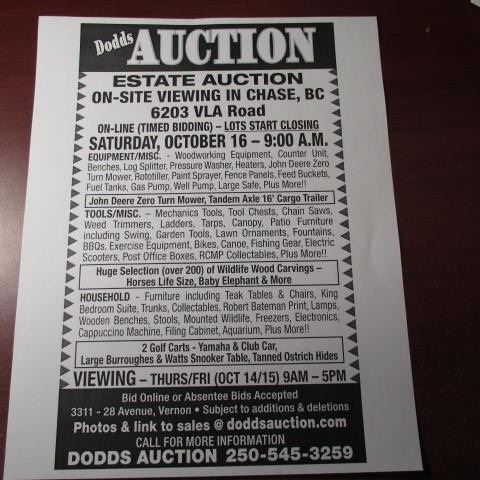 Dodds AUCTION
ESTATE AUCTION
ON-SITE VIEWING IN CHASE, BC
6203 VLA Road
ON-LINE (TIMED BIDDING) – LOTS START CLOSING
SATURDAY, OCTOBER 16 – 9:00 A.M.
EQUIPMENT/MISC. - Woodworking Equipment, Counter Unit,
Benches, Log Splitter, Pressure Washer, Heaters, John Deere Zero
Turn Mower, Rototiller, Paint Sprayer, Fence Panels, Feed Buckets,
Fuel Tanks, Gas Pump, Well Pump, Large Safe, Plus More!!
John Deere Zero Turn Mower, Tandem Axle 16' Cargo Trailer
TOOLS/MISC. – Mechanics Tools, Tool Chests, Chain Saws,
Weed Trimmers, Ladders, Tarps, Canopy, Patio Furniture
including Swing, Garden Tools, Lawn Ornaments, Fountains,
BBQs, Exercise Equipment, Bikes, Canoe, Fishing Gear, Electric
Scooters, Post Office Boxes, RCMP Collectables, Plus More!!
Huge Selection (over 200) of Wildlife Wood Carvings –
Horses Life Size, Baby Elephant & More
HOUSEHOLD - Furniture including Teak Tables & Chairs, King
Bedroom Suite, Trunks, Collectables, Robert Bateman Print, Lamps,
Wooden Benches, Stools, Mounted Wildlife, Freezers, Electronics,
Cappuccino Machine, Filing Cabinet, Aquarium, Plus More!!
2 Golf Carts - Yamaha & Club Car,
Large Burroughes & Watts Snooker Table, Tanned Ostrich Hides
VIEWING – THURS/FRI (OCT 14/15) 9AM – 5PM
Bid Online or Absentee Bids Accepted
3311 - 28 Avenue, Vernon • Subject to additions & deletions
Photos & link to sales @ doddsauction.com
CALL FOR MORE INFORMATION
DODDS AUCTION 250-545-3259